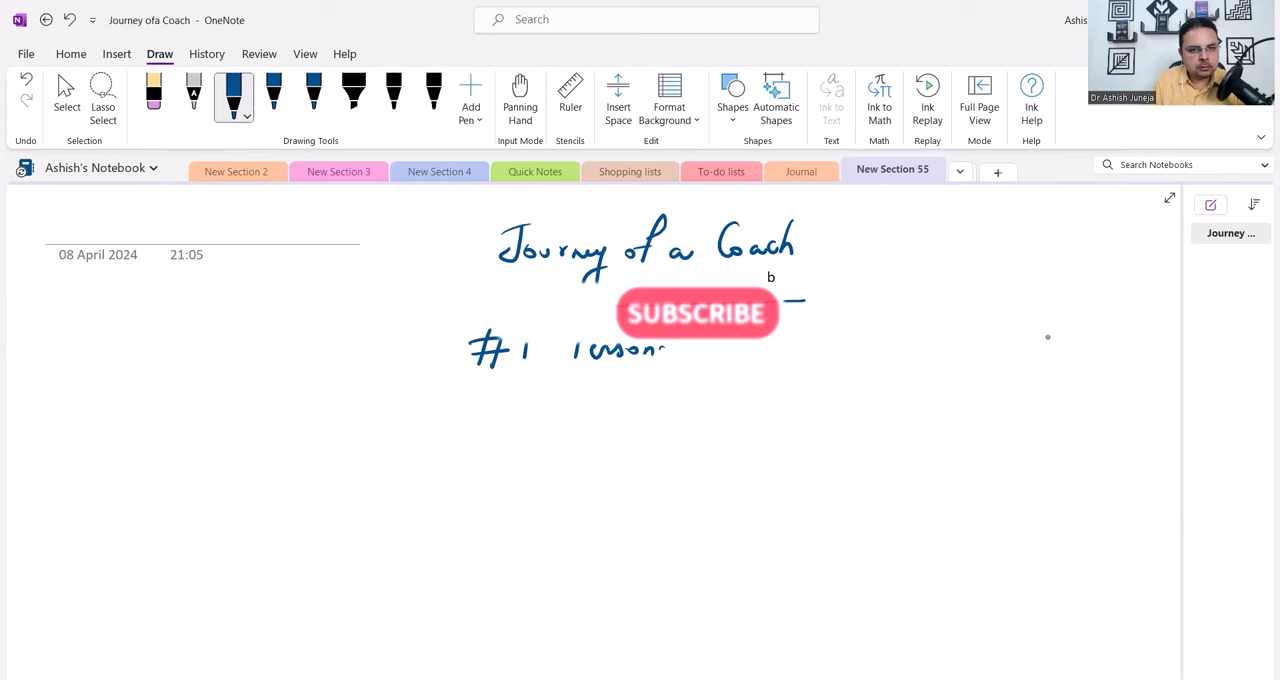 Journey ofa Coach - OneNote
Search
Ashis
File Home Insert Draw History Review View Help
Select
Lasso Select
Add Pen
Panning Hand
Ruler
Insert Space
Format Background
Shapes
Automatic Shapes
Ink to Text
Ink to Math
Ink Replay
Full Page View
Ink Help
Undo Selection Drawing Tools Input Mode Stencils Edit Shapes Text Math Replay Mode Help
Dr Ashish Juneja
Ashish's Notebook
New Section 2 New Section 3 New Section 4 Quick Notes Shopping lists To-do lists Journal New Section 55
Search Notebooks
Journey ...
08 April 2024 21:05
Journey of a Coach
b
SUBSCRIBE
#1